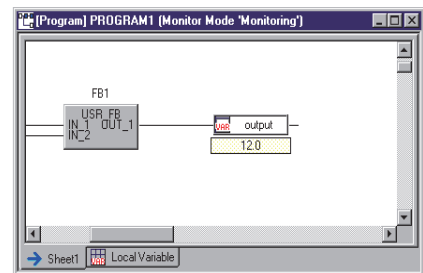 [Program] PROGRAM1 (Monitor Mode 'Monitoring')
FB1
USR_FB
IN_1 OUT_1
IN_2
VAR output
12.0
Sheet1 Local Variable